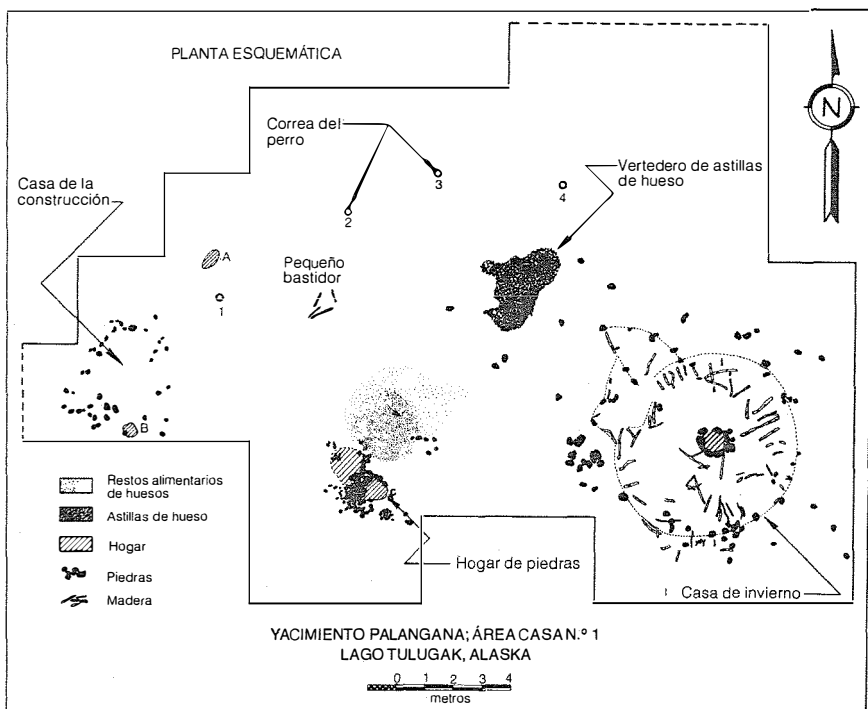 PLANTA ESQUEMÁTICA
N
Correa del
perro
Casa de la
construcción
Vertedero de astillas
de hueso
3
4
2
A
Pequeño
bastidor
1
B
C
Restos alimentarios
de huesos
Astillas de hueso
Hogar
Piedras
Madera
Hogar de piedras
Casa de invierno
YACIMIENTO PALANGANA; ÁREA CASA N.º 1
LAGO TULUGAK, ALASKA
0 1 2 3 4
metros